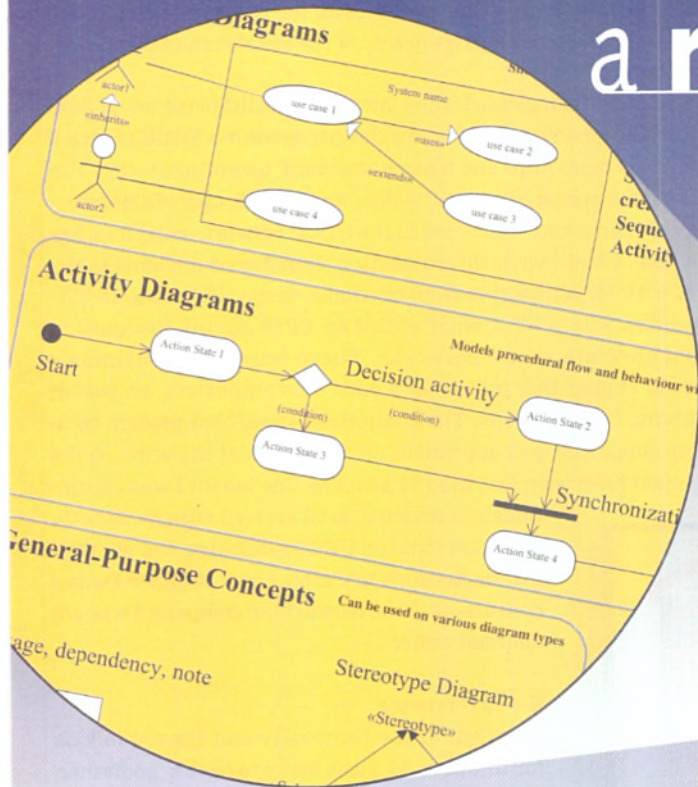 a
Diagrams
actor1
«inherits»
actor2
System name
use case 1
«uses»
use case 2
«extends»
use case 3
use case 4
Sequ
Activity
Activity Diagrams
Models procedural flow and behaviour wi
Start
Action State 1
Decision activity
(condition)
(condition)
Action State 2
Action State 3
Synchronizati
Action State 4
General-Purpose Concepts
Can be used on various diagram types
age, dependency, note
Stereotype Diagram
«Stereotype»